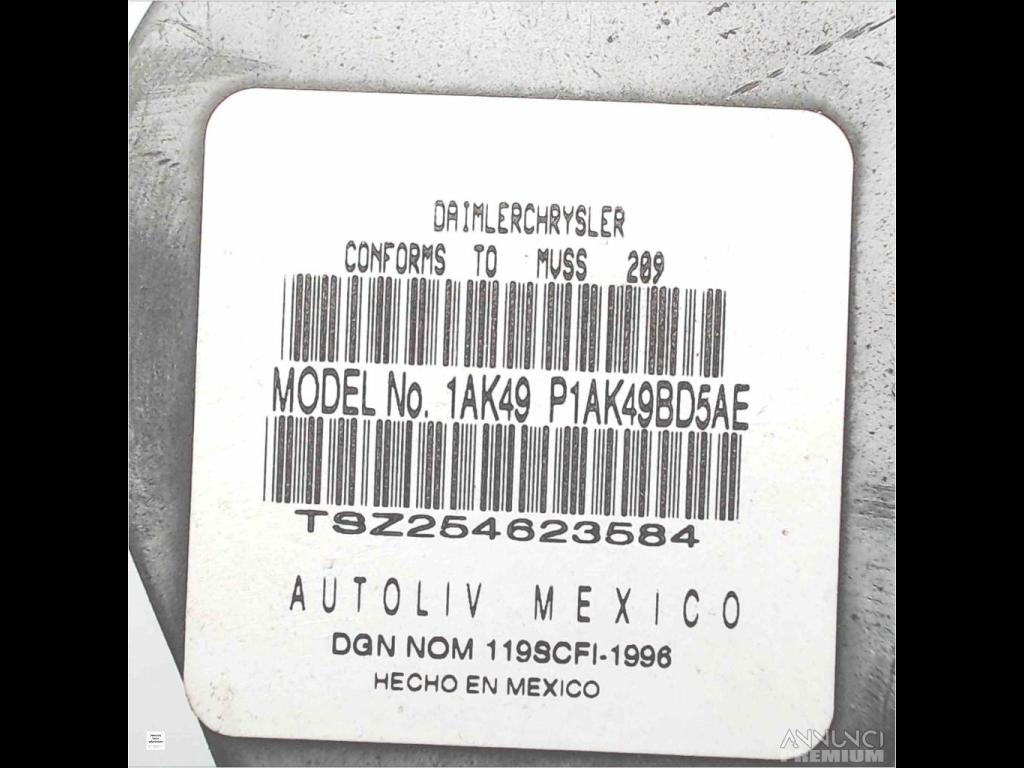 DAIMLERCHRYSLER
CONFORMS TO MVSS 209
MODEL No. 1AK49 P1AK49BD5AE
TSZ254623584
AUTOLIV MEXICO
DGN NOM 119SCFI-1996
HECHO EN MEXICO
ANNUNCI
PREMIUM